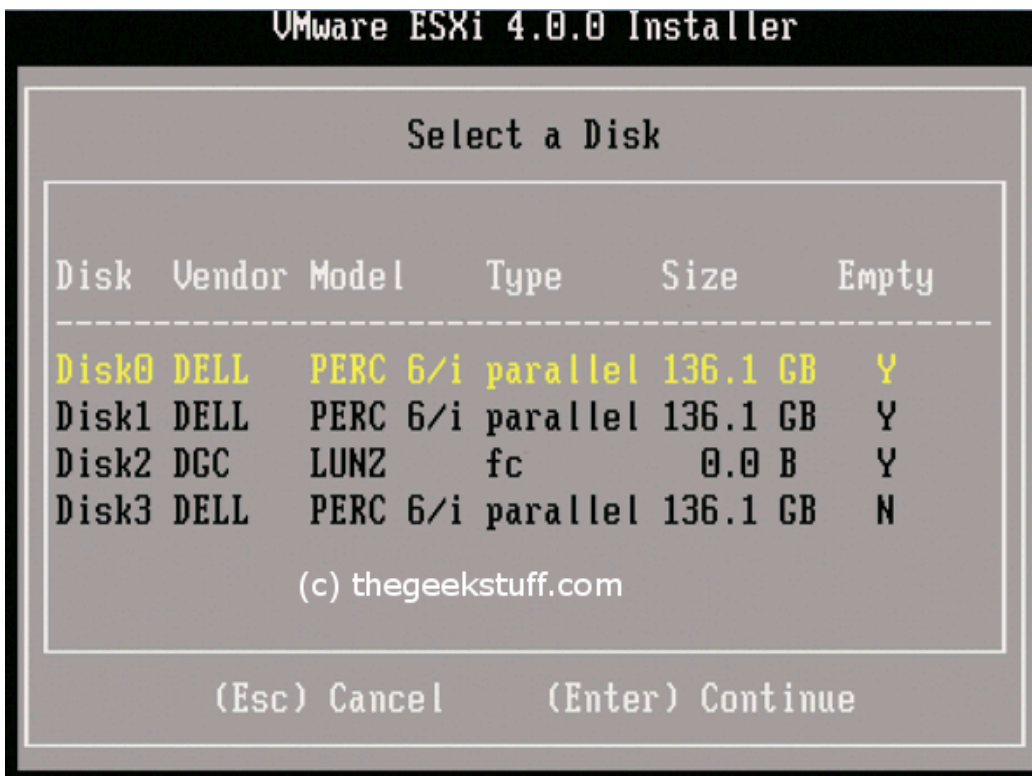 VMware ESXi 4.0.0 Installer
Select a Disk
Disk Vendor Model Type Size Empty
--------------------------------------------------
Disk0 DELL PERC 6/i parallel 136.1 GB Y
Disk1 DELL PERC 6/i parallel 136.1 GB Y
Disk2 DGC LUNZ fc 0.0 B Y
Disk3 DELL PERC 6/i parallel 136.1 GB N
(c) thegeekstuff.com
(Esc) Cancel (Enter) Continue